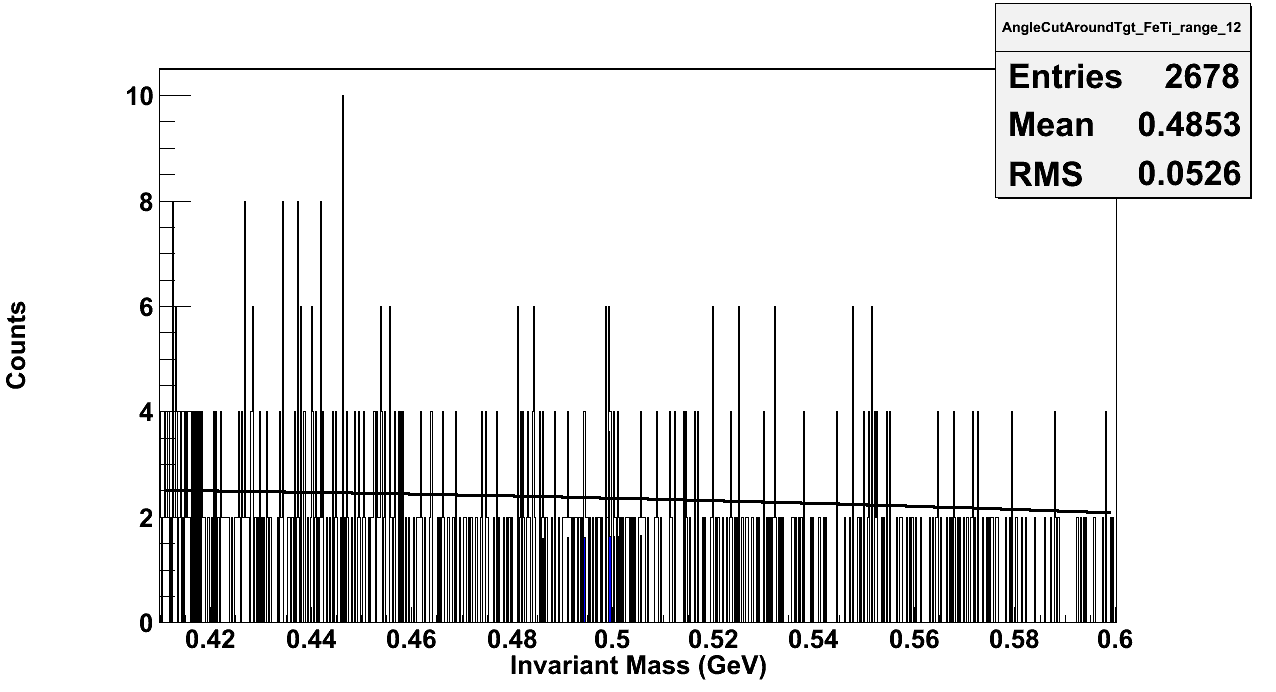 AngleCutAroundTgt_FeTi_range_12
Entries 2678
Mean 0.4853
RMS 0.0526
Counts
10
8
6
4
2
0
0.42 0.44 0.46 0.48 0.5 0.52 0.54 0.56 0.58 0.6
Invariant Mass (GeV)